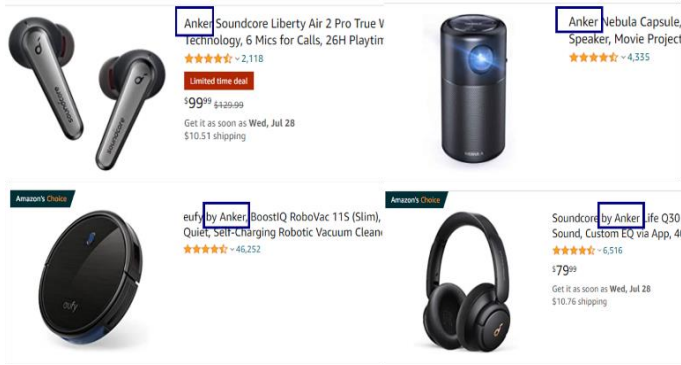 Anker Soundcore Liberty Air 2 Pro True
Technology, 6 Mics for Calls, 26H Playtim
2,118
Limited time deal
$99⁹⁹ $129.99
Get it as soon as Wed, Jul 28
$10.51 shipping
soundcore
soundcore
Anker Nebula Capsule,
Speaker, Movie Project
4,335
Amazon's Choice
eufy by Anker, BoostIQ RoboVac 11S (Slim),
Quiet, Self-Charging Robotic Vacuum Clean
46,252
eufy
Amazon's Choice
Soundcore by Anker Life Q30
Sound, Custom EQ via App, 4
6,516
$79⁹⁹
Get it as soon as Wed, Jul 28
$10.76 shipping